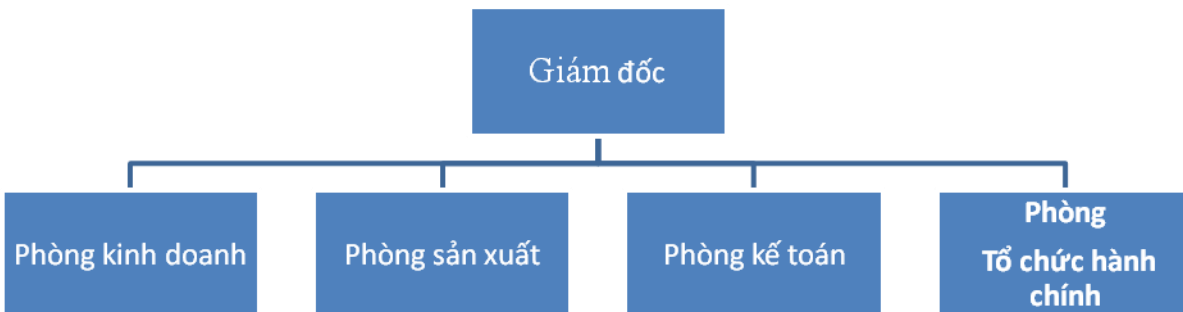 Giám đốc
Phòng kinh doanh
Phòng sản xuất
Phòng kế toán
Phòng
Tổ chức hành
chính